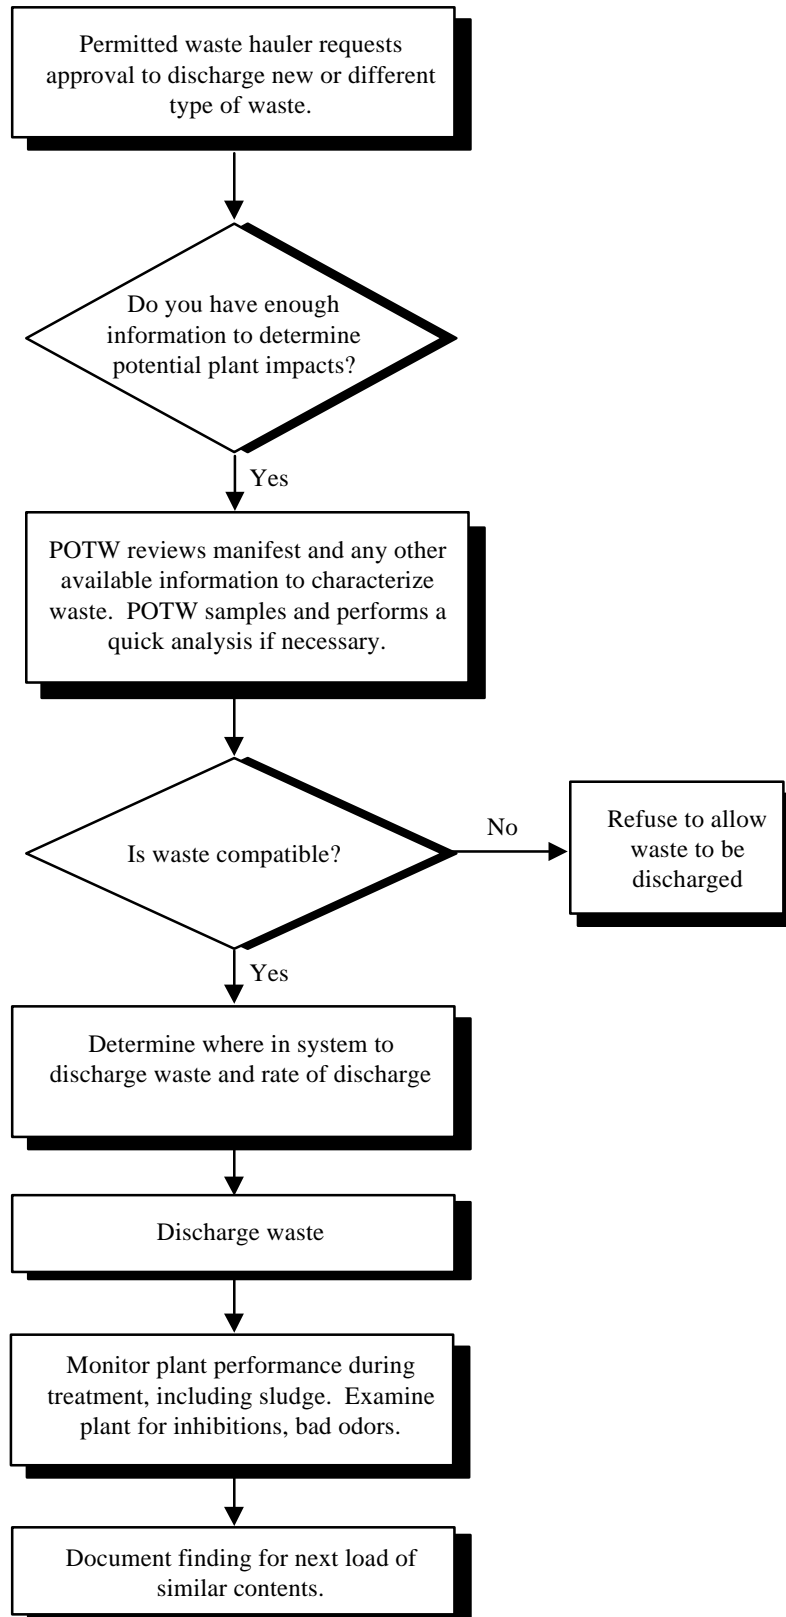 Permitted waste hauler requests
approval to discharge new or different
type of waste.
Do you have enough
information to determine
potential plant impacts?
Yes
POTW reviews manifest and any other
available information to characterize
waste.  POTW samples and performs a
quick analysis if necessary.
Is waste compatible?
No
Refuse to allow
waste to be
discharged
Yes
Determine where in system to
discharge waste and rate of discharge
Discharge waste
Monitor plant performance during
treatment, including sludge.  Examine
plant for inhibitions, bad odors.
Document finding for next load of
similar contents.